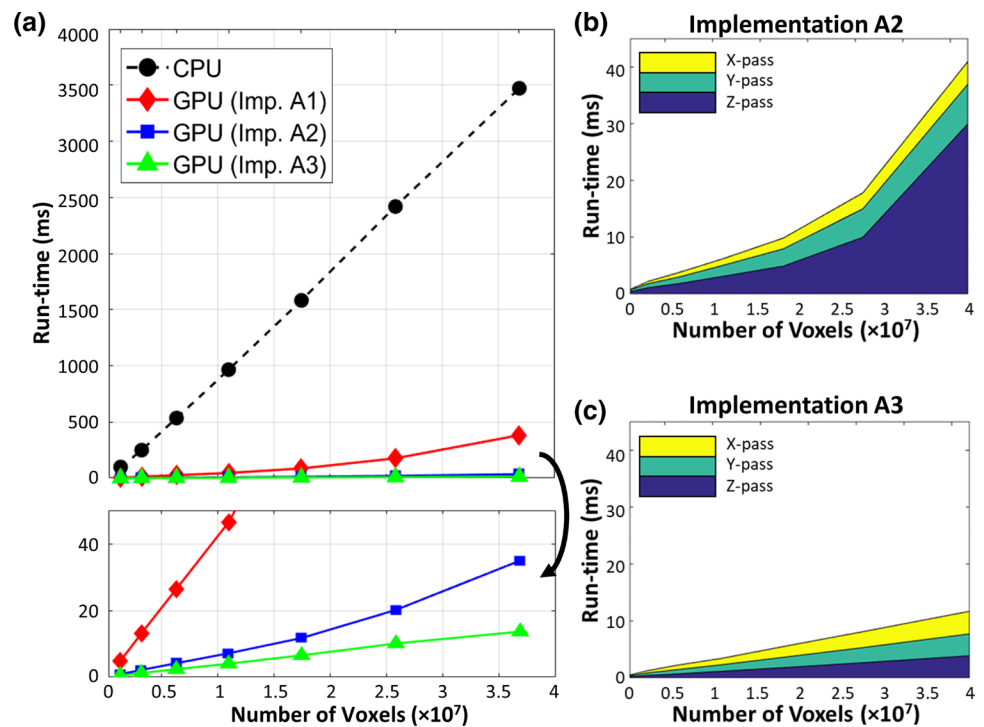 (a)
4000
3500
3000
2500
2000
1500
1000
500
0
Run-time (ms)
CPU
GPU (Imp. A1)
GPU (Imp. A2)
GPU (Imp. A3)
40
20
0
0 0.5 1 1.5 2 2.5 3 3.5 4
Number of Voxels (×10⁷)
(b)
Implementation A2
X-pass
Y-pass
Z-pass
40
30
20
10
0
Run-time (ms)
0 0.5 1 1.5 2 2.5 3 3.5 4
Number of Voxels (×10⁷)
(c)
Implementation A3
X-pass
Y-pass
Z-pass
40
30
20
10
0
Run-time (ms)
0 0.5 1 1.5 2 2.5 3 3.5 4
Number of Voxels (×10⁷)